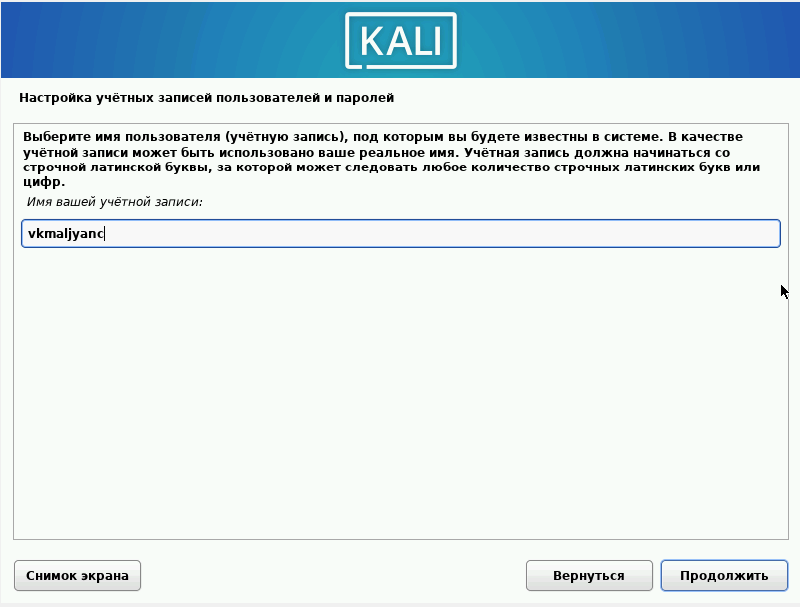 KALI
Настройка учётных записей пользователей и паролей
Выберите имя пользователя (учётную запись), под которым вы будете известны в системе. В качестве
учётной записи может быть использовано ваше реальное имя. Учётная запись должна начинаться со
строчной латинской буквы, за которой может следовать любое количество строчных латинских букв или
цифр.
Имя вашей учётной записи:
vkmaljyanc
Снимок экрана
Вернуться
Продолжить